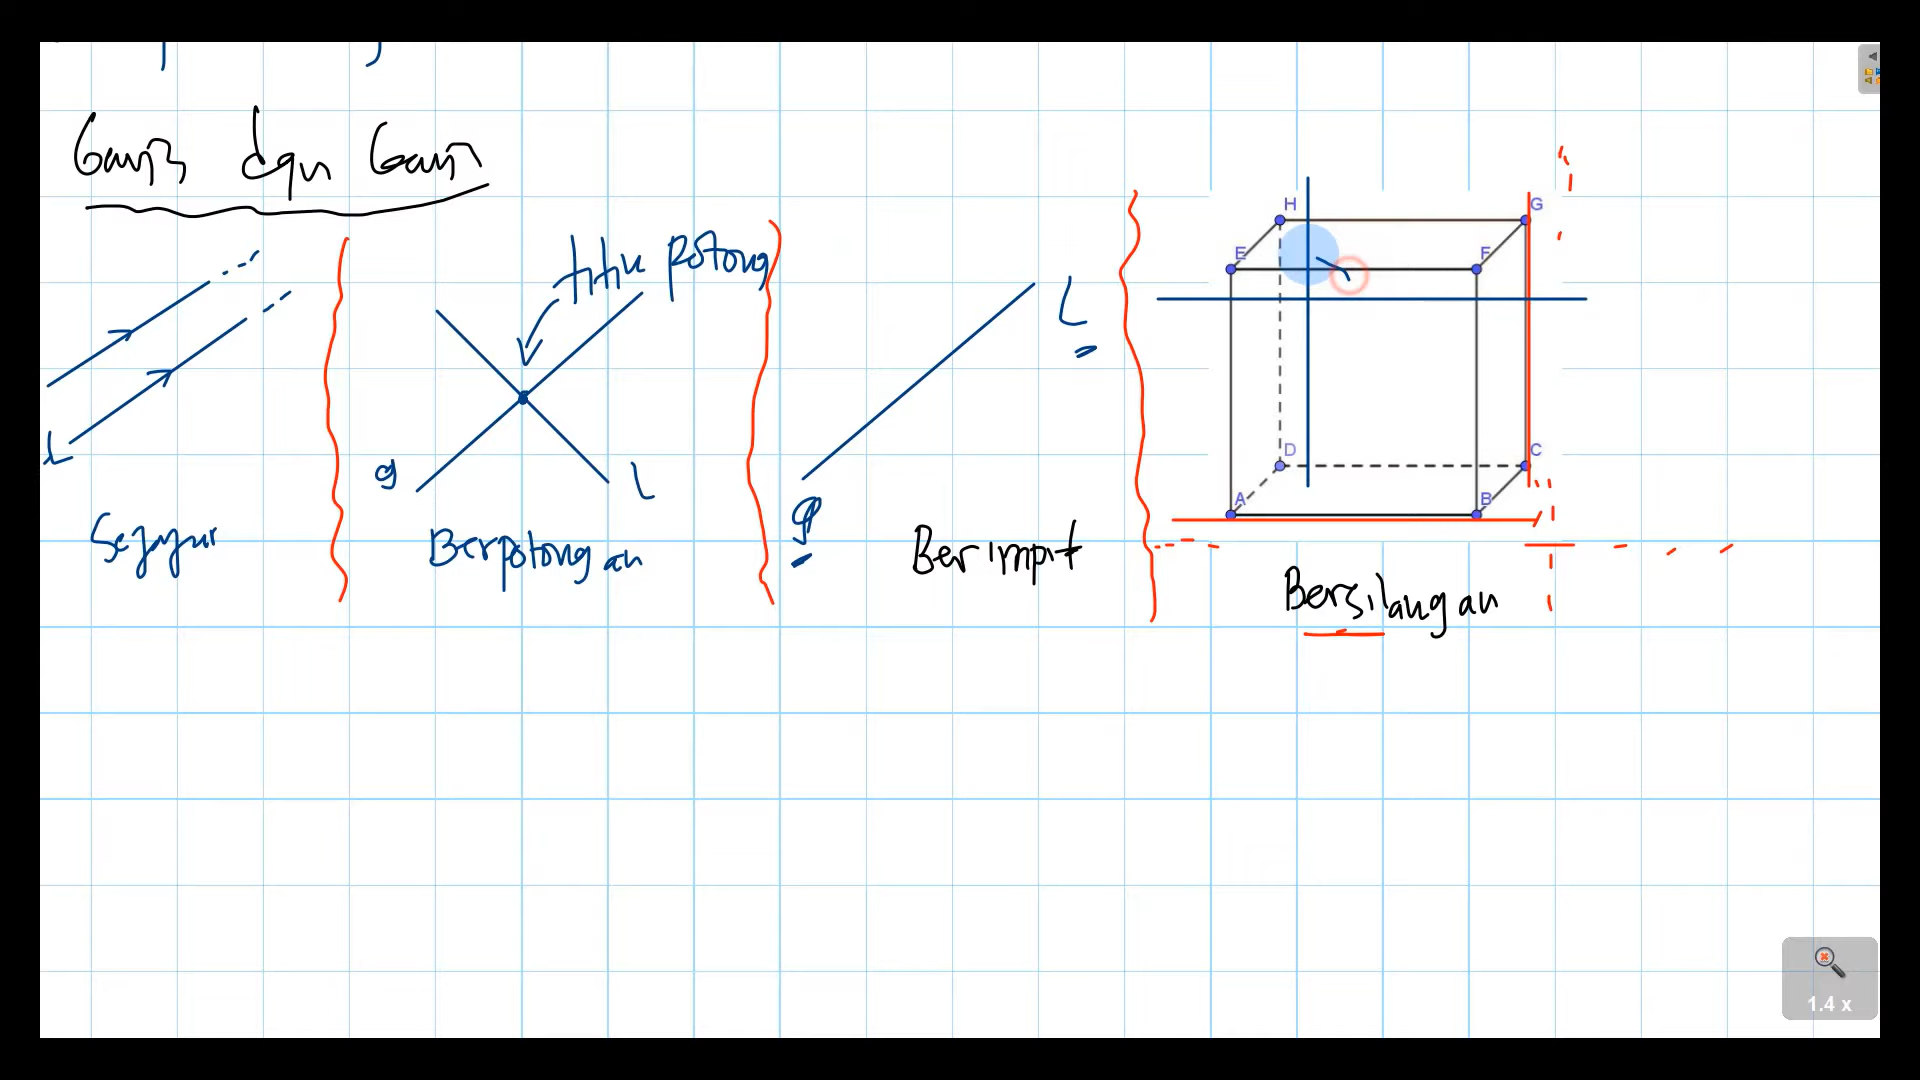 Garis dan Garis
titik potong
L
g
L
g
L
Sejajar
Berpotongan
Berimpit
Bersilangan
H
G
E
F
D
C
A
B
1.4 x